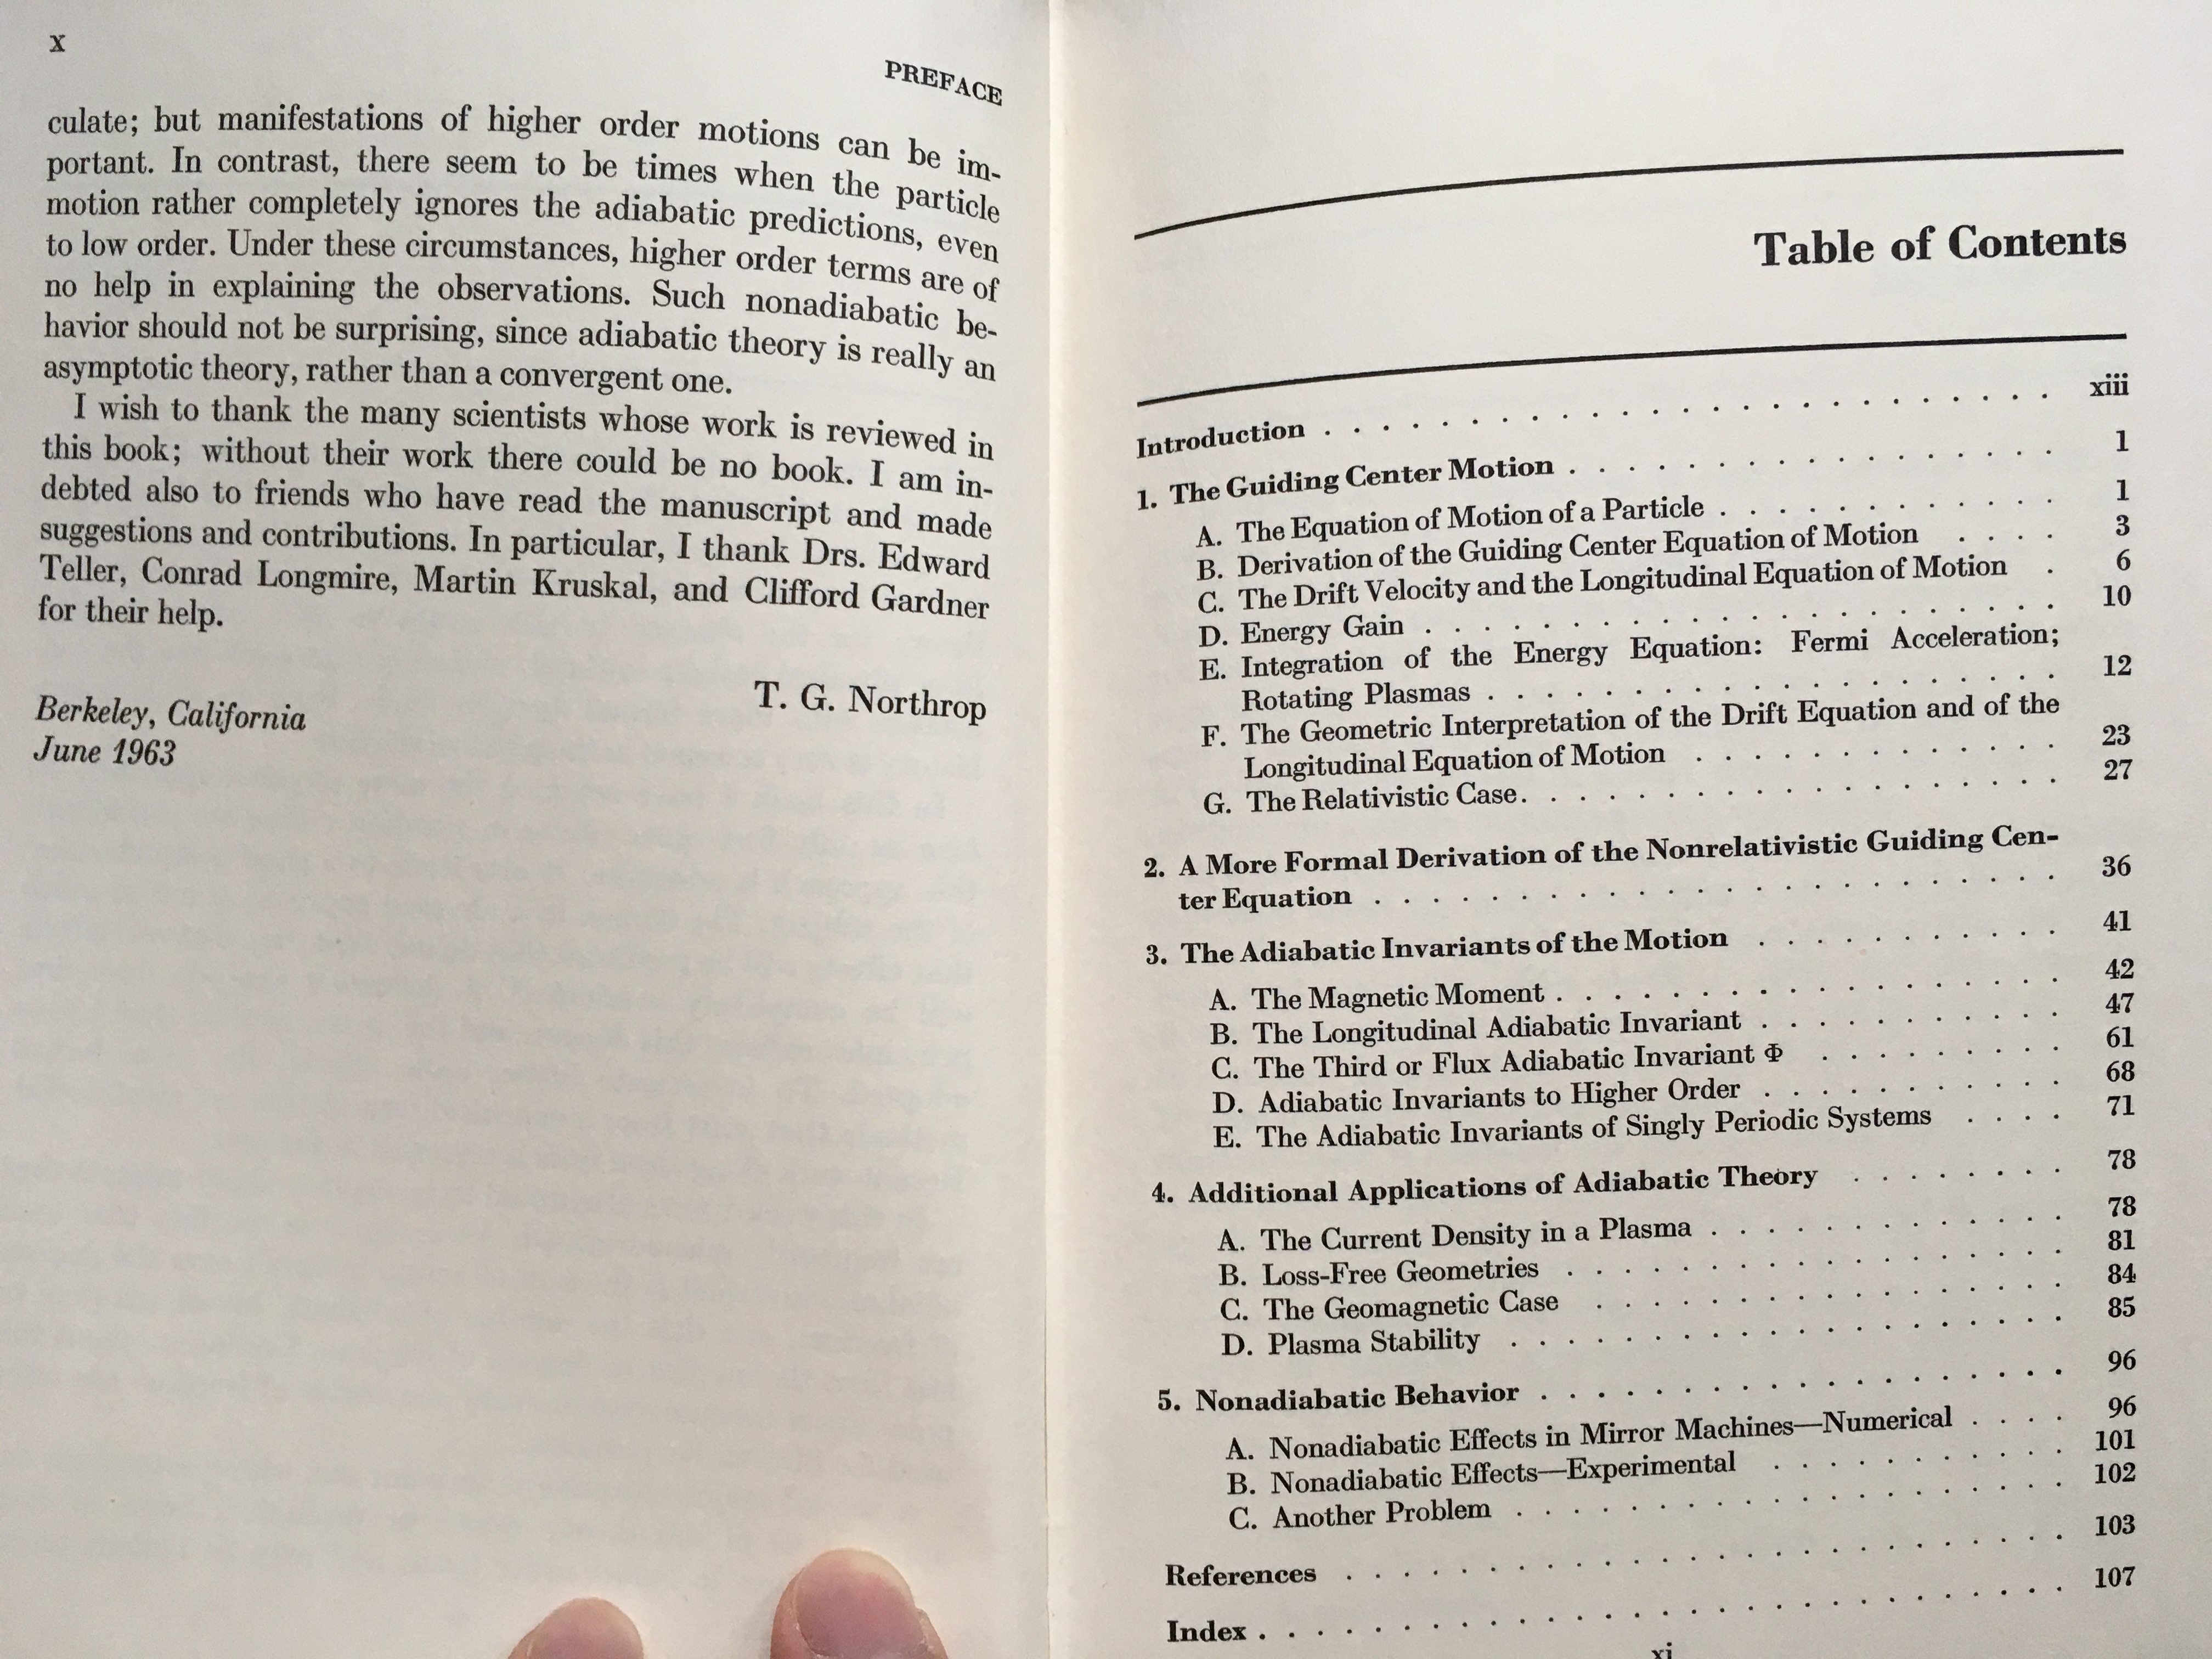 x
PREFACE
culate; but manifestations of higher order motions can be im-
portant. In contrast, there seem to be times when the particle
motion rather completely ignores the adiabatic predictions, even
to low order. Under these circumstances, higher order terms are of
no help in explaining the observations. Such nonadiabatic be-
havior should not be surprising, since adiabatic theory is really an
asymptotic theory, rather than a convergent one.
I wish to thank the many scientists whose work is reviewed in
this book; without their work there could be no book. I am in-
debted also to friends who have read the manuscript and made
suggestions and contributions. In particular, I thank Drs. Edward
Teller, Conrad Longmire, Martin Kruskal, and Clifford Gardner
for their help.
T. G. Northrop
Berkeley, California
June 1963
Table of Contents
Introduction . . . . . . . . . . . . . . . . . . . . . . . . . xiii
1. The Guiding Center Motion . . . . . . . . . . . . . . . . . 1
A. The Equation of Motion of a Particle . . . . . . . . . . . . 1
B. Derivation of the Guiding Center Equation of Motion . . . . 3
C. The Drift Velocity and the Longitudinal Equation of Motion . 6
D. Energy Gain . . . . . . . . . . . . . . . . . . . . . . 10
E. Integration of the Energy Equation: Fermi Acceleration;
Rotating Plasmas . . . . . . . . . . . . . . . . . . . . 12
F. The Geometric Interpretation of the Drift Equation and of the
Longitudinal Equation of Motion . . . . . . . . . . . . . 23
G. The Relativistic Case. . . . . . . . . . . . . . . . . . . 27
2. A More Formal Derivation of the Nonrelativistic Guiding Cen-
ter Equation . . . . . . . . . . . . . . . . . . . . . . . . 36
3. The Adiabatic Invariants of the Motion . . . . . . . . . . . 41
A. The Magnetic Moment . . . . . . . . . . . . . . . . . . 42
B. The Longitudinal Adiabatic Invariant . . . . . . . . . . . 47
C. The Third or Flux Adiabatic Invariant Φ . . . . . . . . . 61
D. Adiabatic Invariants to Higher Order . . . . . . . . . . . 68
E. The Adiabatic Invariants of Singly Periodic Systems . . . . 71
4. Additional Applications of Adiabatic Theory . . . . . . . . 78
A. The Current Density in a Plasma . . . . . . . . . . . . . 78
B. Loss-Free Geometries . . . . . . . . . . . . . . . . . . 81
C. The Geomagnetic Case . . . . . . . . . . . . . . . . . 84
D. Plasma Stability . . . . . . . . . . . . . . . . . . . . 85
5. Nonadiabatic Behavior . . . . . . . . . . . . . . . . . . . 96
A. Nonadiabatic Effects in Mirror Machines—Numerical . . . . 96
B. Nonadiabatic Effects—Experimental . . . . . . . . . . . 101
C. Another Problem . . . . . . . . . . . . . . . . . . . . 102
References . . . . . . . . . . . . . . . . . . . . . . . . . 103
Index . . . . . . . . . . . . . . . . . . . . . . . . . . . . 107
xi